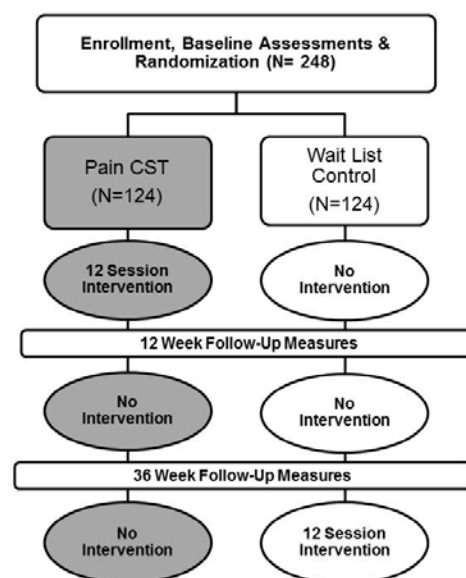 Enrollment, Baseline Assessments &
Randomization (N= 248)
Pain CST
(N=124)
Wait List
Control
(N=124)
12 Session
Intervention
No
Intervention
12 Week Follow-Up Measures
No
Intervention
No
Intervention
36 Week Follow-Up Measures
No
Intervention
12 Session
Intervention